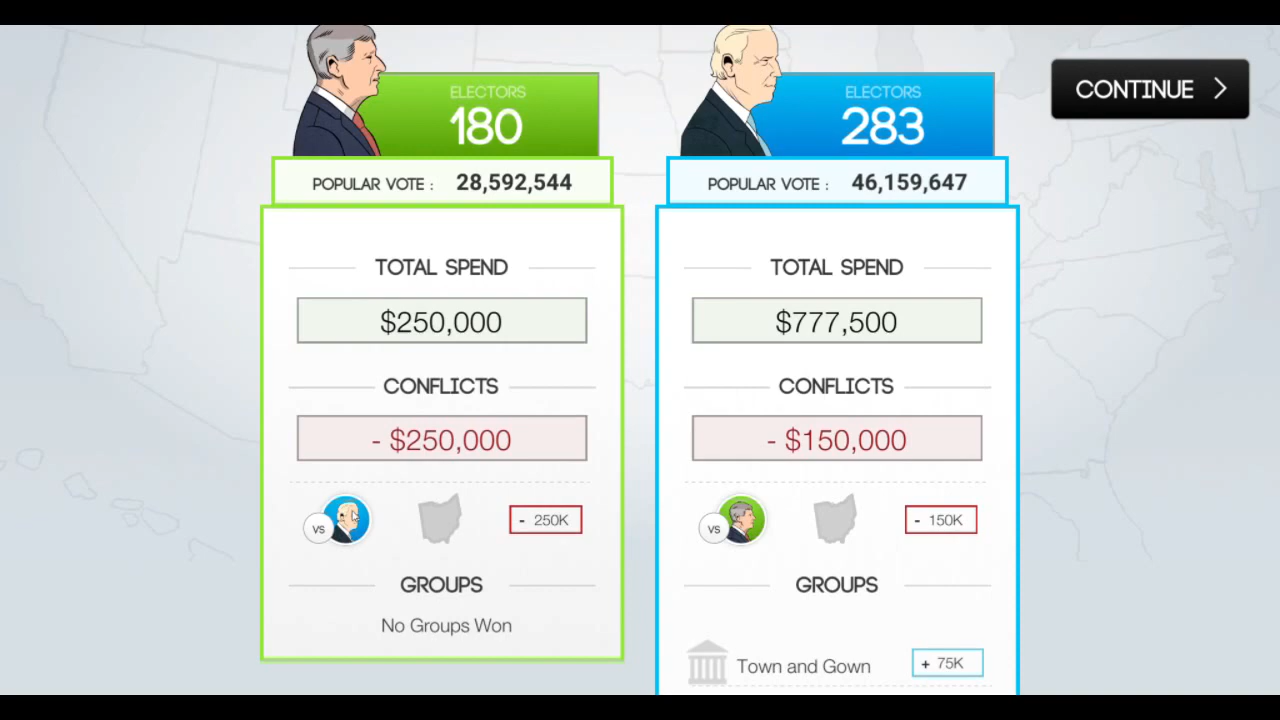 ELECTORS
180
POPULAR VOTE : 28,592,544
TOTAL SPEND
$250,000
CONFLICTS
- $250,000
VS
- 250K
GROUPS
No Groups Won
ELECTORS
283
POPULAR VOTE : 46,159,647
TOTAL SPEND
$777,500
CONFLICTS
- $150,000
VS
- 150K
GROUPS
Town and Gown + 75K
CONTINUE